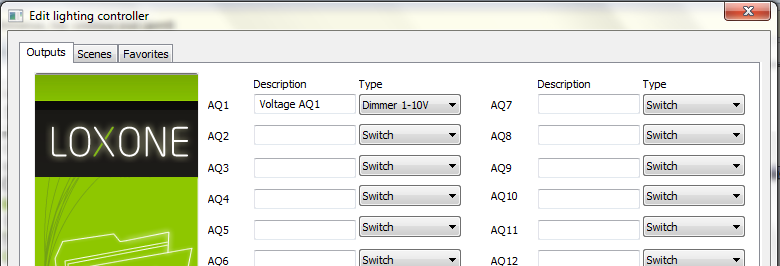 Edit lighting controller
Outputs Scenes Favorites
Description Type Description Type
AQ1 Voltage AQ1 Dimmer 1-10V AQ7 Switch
AQ2 Switch AQ8 Switch
AQ3 Switch AQ9 Switch
AQ4 Switch AQ10 Switch
AQ5 Switch AQ11 Switch
AQ6 Switch AQ12 Switch
LOXONE